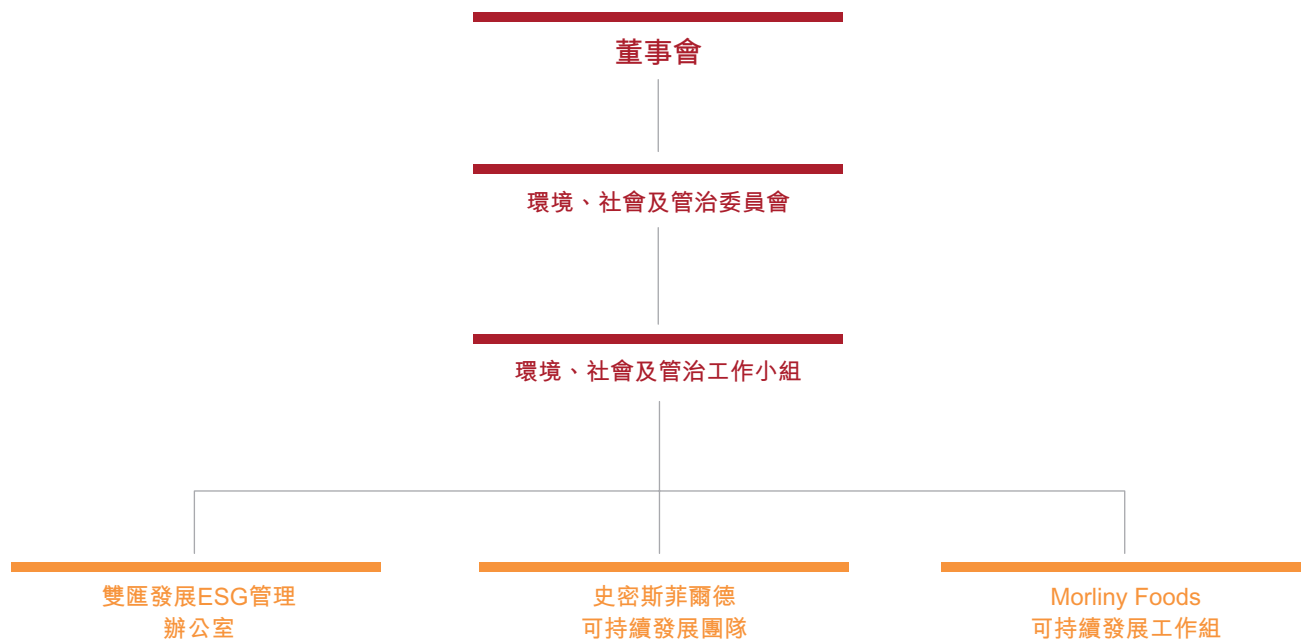 董事會
環境、社會及管治委員會
環境、社會及管治工作小組
雙匯發展ESG管理
辦公室
史密斯菲爾德
可持續發展團隊
Morliny Foods
可持續發展工作組